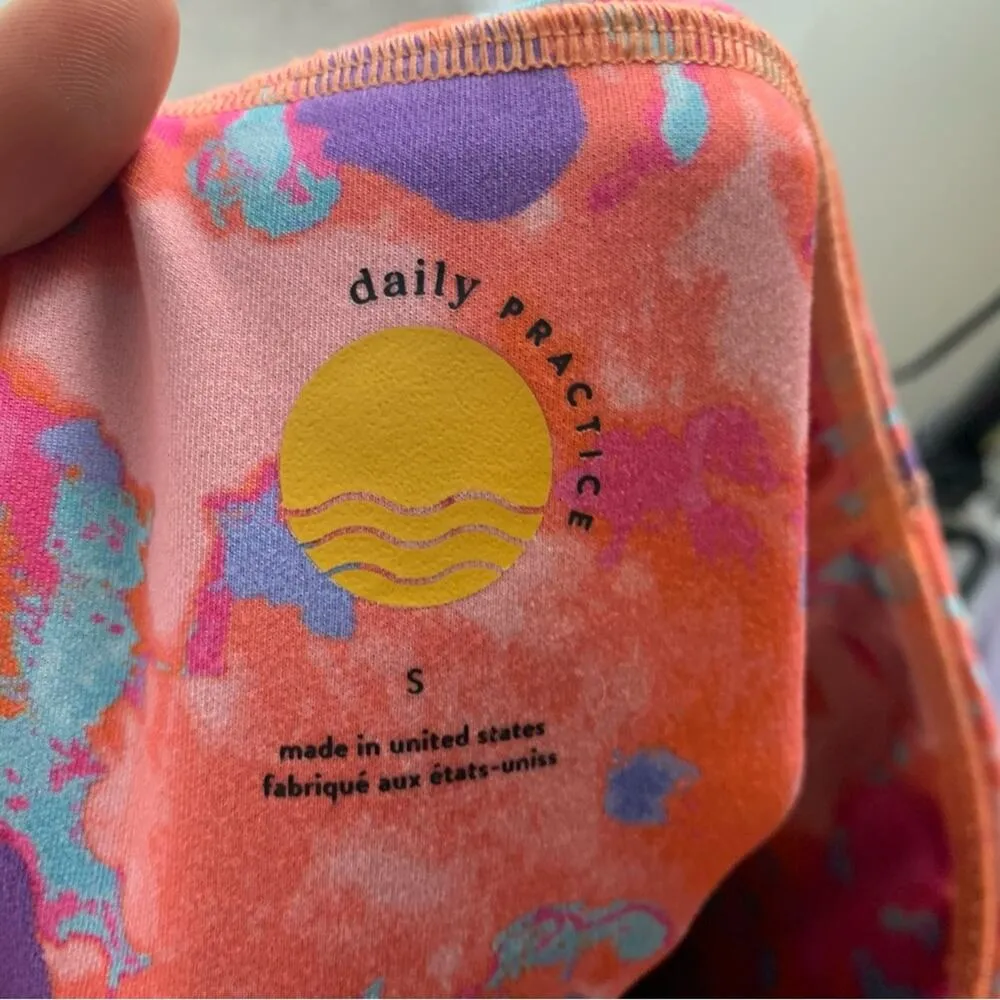 daily PRACTICE
S
made in united states
fabriqué aux états-uniss